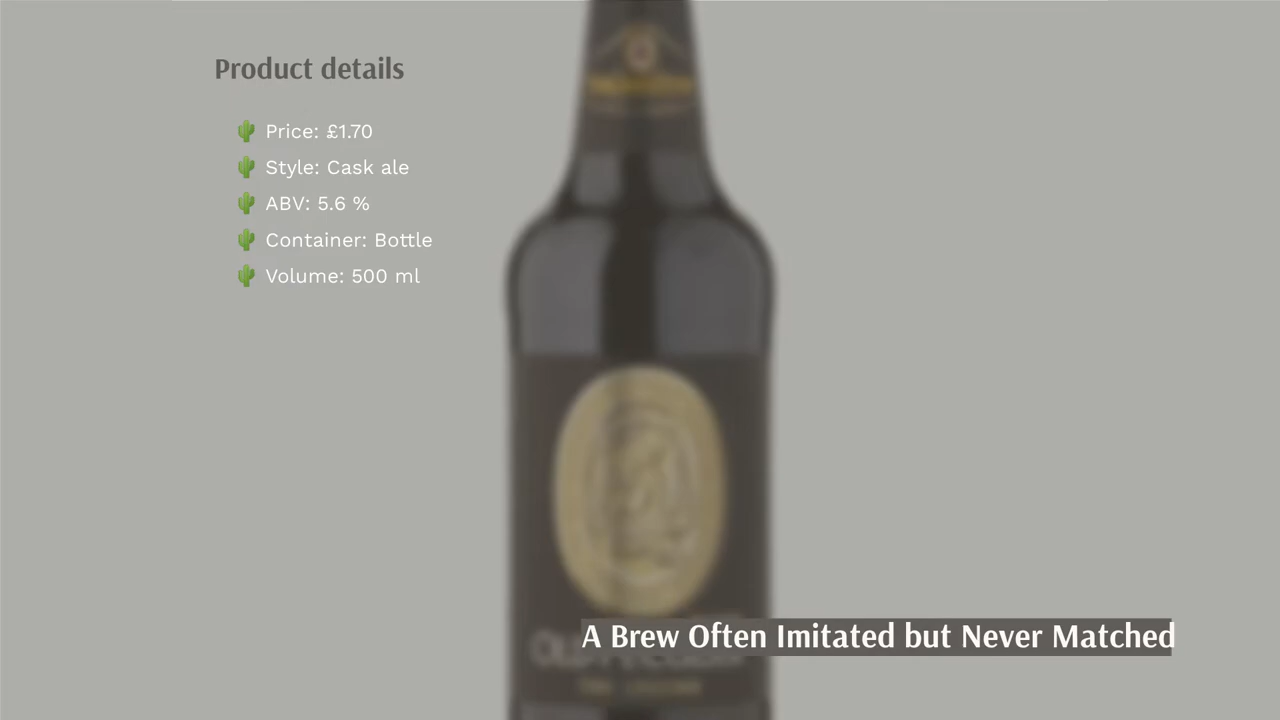 Product details
Price: £1.70
Style: Cask ale
ABV: 5.6 %
Container: Bottle
Volume: 500 ml
A Brew Often Imitated but Never Matched